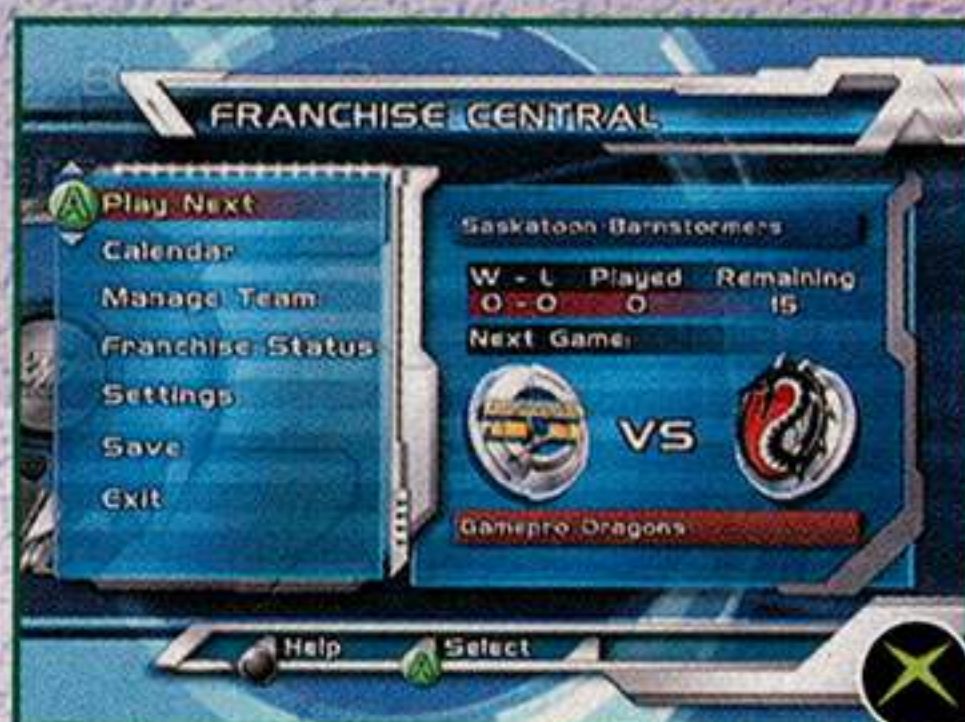 FRANCHISE CENTRAL
Play Next
Calendar
Manage Team
Franchise Status
Settings
Save
Exit
Saskatoon Barnstormers
W - L Played Remaining
0 - 0 0 15
Next Game:
VS
Gamepro Dragons
Help
Select
A
A